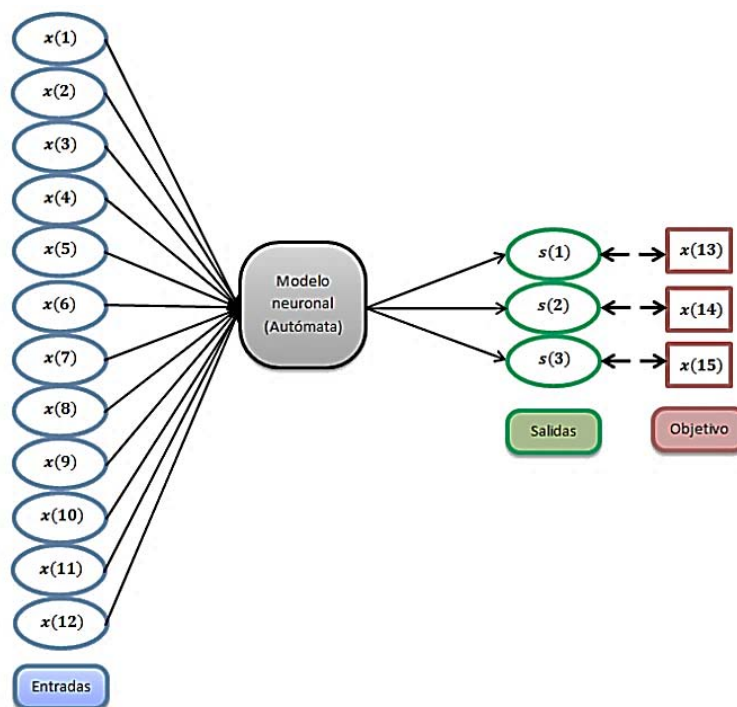 x(1)
x(2)
x(3)
x(4)
x(5)
x(6)
x(7)
x(8)
x(9)
x(10)
x(11)
x(12)
Entradas
Modelo
neuronal
(Autómata)
s(1)
s(2)
s(3)
Salidas
x(13)
x(14)
x(15)
Objetivo